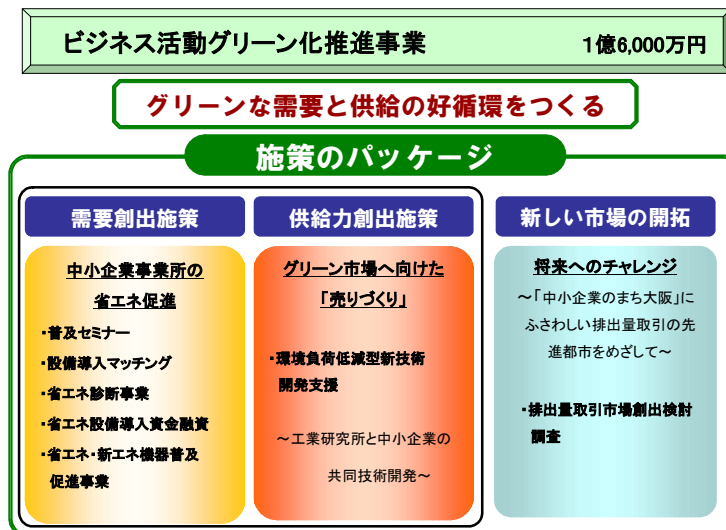 ビジネス活動グリーン化推進事業 1億6,000万円
グリーンな需要と供給の好循環をつくる
施策のパッケージ
需要創出施策
中小企業事業所の
省エネ促進
・普及セミナー
・設備導入マッチング
・省エネ診断事業
・省エネ設備導入資金融資
・省エネ・新エネ機器普及
促進事業
供給力創出施策
グリーン市場へ向けた
「売りづくり」
・環境負荷低減型新技術
開発支援
～工業研究所と中小企業の
共同技術開発～
新しい市場の開拓
将来へのチャレンジ
～「中小企業のまち大阪」に
ふさわしい排出量取引の先
進都市をめざして～
・排出量取引市場創出検討
調査